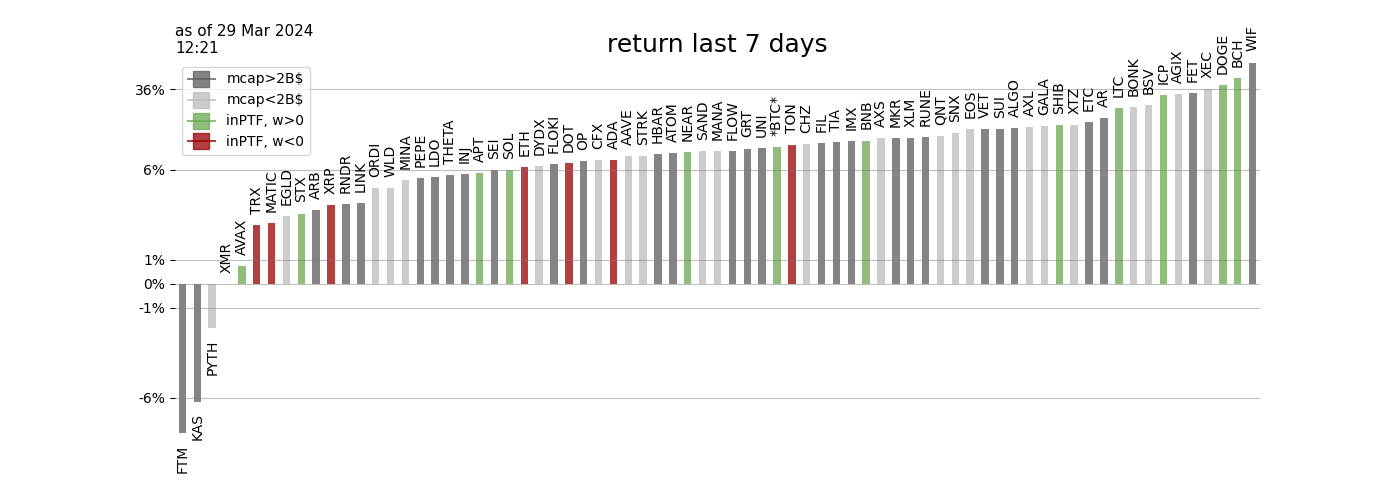 as of 29 Mar 2024
12:21
return last 7 days
mcap>2B$
mcap<2B$
inPTF, w>0
inPTF, w<0
36%
6%
1%
0%
-1%
-6%
FTM
KAS
PYTH
XMR
AVAX
TRX
MATIC
EGLD
STX
ARB
XRP
RNDR
LINK
ORDI
WLD
MINA
PEPE
LDO
THETA
INJ
APT
SEI
SOL
ETH
DYDX
FLOKI
DOT
OP
CFX
ADA
AAVE
STRK
HBAR
ATOM
NEAR
SAND
MANA
FLOW
GRT
UNI
*BTC*
TON
CHZ
FIL
TIA
IMX
BNB
AXS
MKR
XLM
RUNE
QNT
SNX
EOS
VET
SUI
ALGO
AXL
GALA
SHIB
XTZ
ETC
AR
LTC
BONK
BSV
ICP
AGIX
FET
XEC
DOGE
BCH
WIF